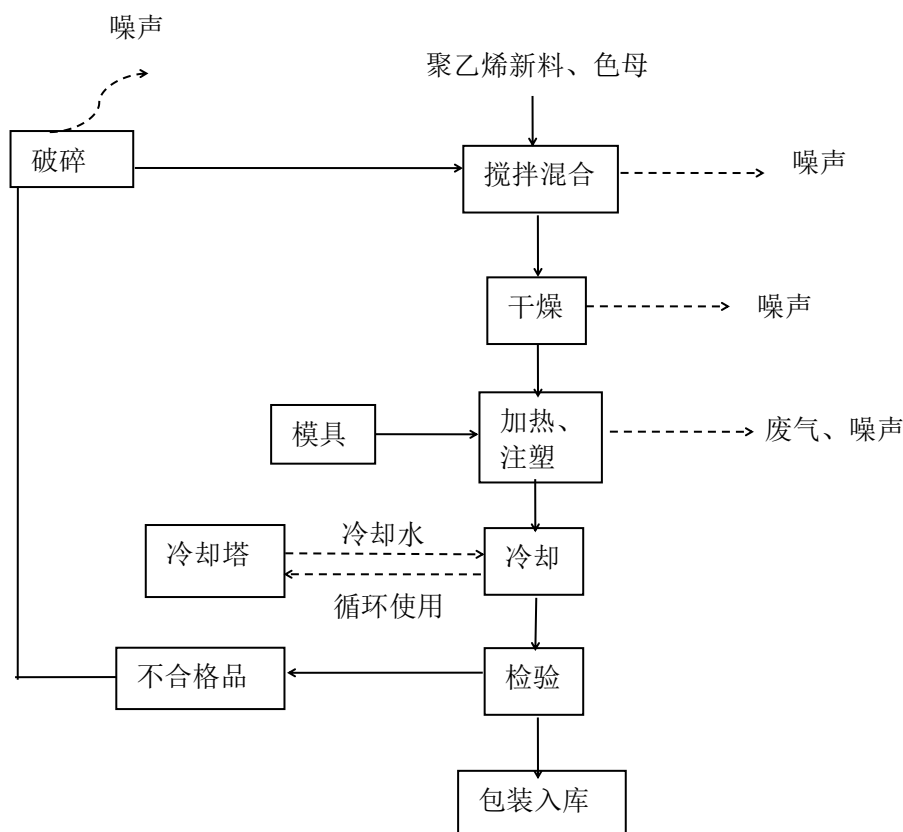 噪声
聚乙烯新料、色母
破碎
搅拌混合
噪声
干燥
噪声
模具
加热、
注塑
废气、噪声
冷却塔
冷却水
冷却
循环使用
不合格品
检验
包装入库